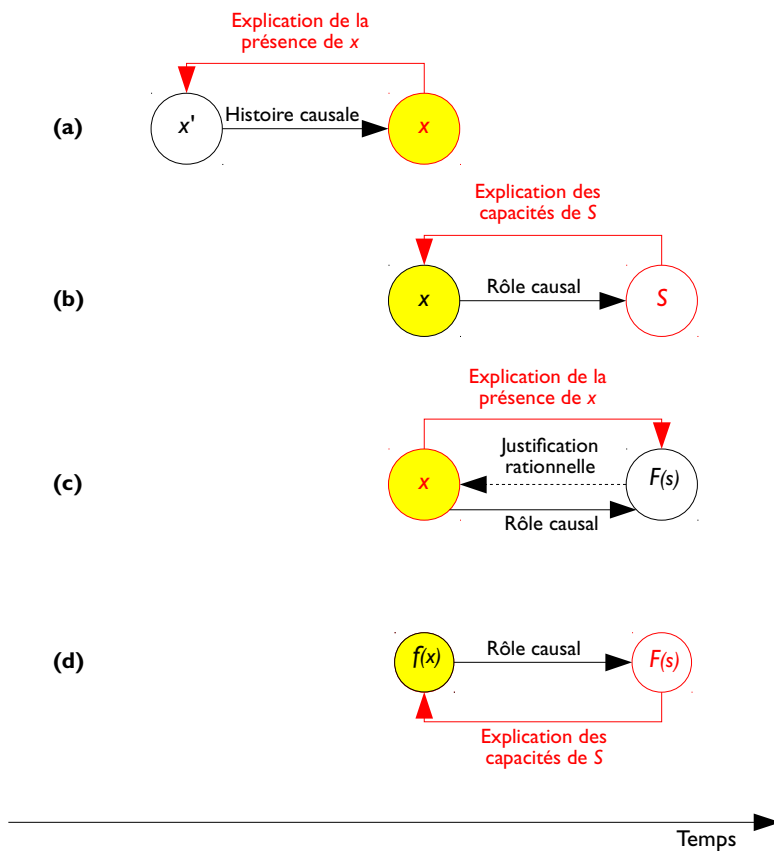 Explication de la
présence de x
(a)
x'
Histoire causale
x
Explication des
capacités de S
(b)
x
Rôle causal
S
Explication de la
présence de x
(c)
x
Justification
rationnelle
F(s)
Rôle causal
(d)
f(x)
Rôle causal
F(s)
Explication des
capacités de S
Temps